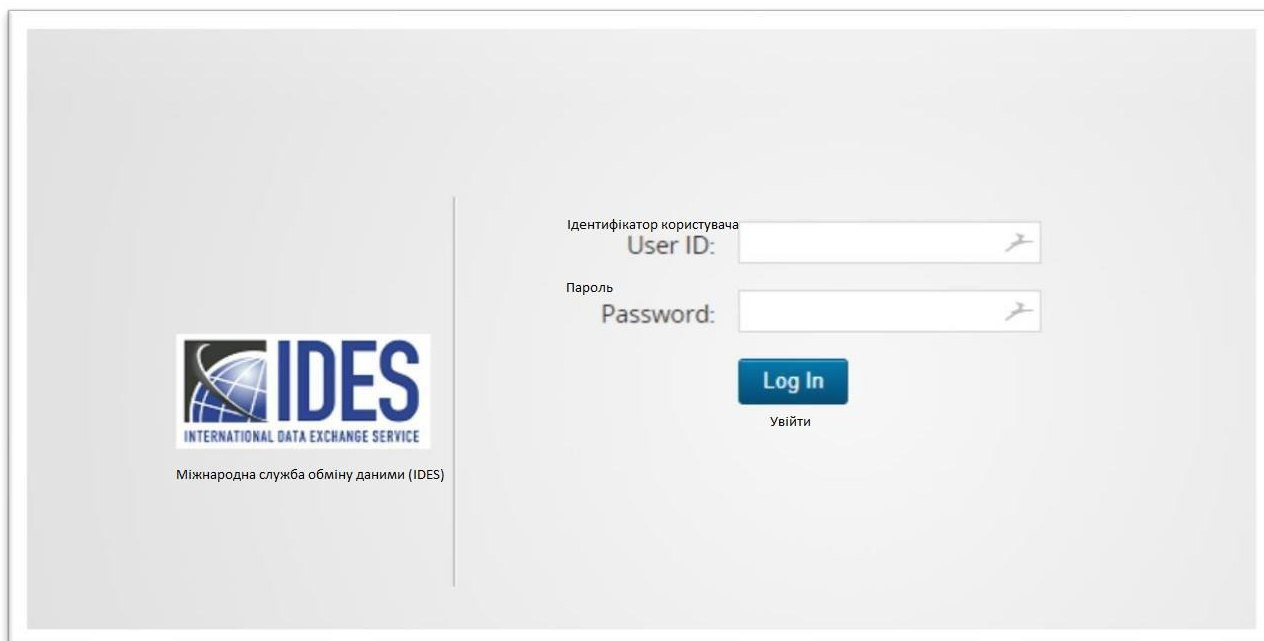 Ідентифікатор користувача
User ID:
Пароль
Password:
Log In
Увійти
IDES
INTERNATIONAL DATA EXCHANGE SERVICE
Міжнародна служба обміну даними (IDES)